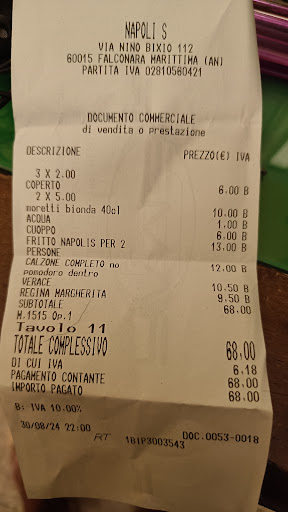 NAPOLI S
VIA NINO BIXIO 112
60015 FALCONARA MARITTIMA (AN)
PARTITA IVA 02810560421
DOCUMENTO COMMERCIALE
di vendita o prestazione
DESCRIZIONE PREZZO(€) IVA
3 X 2.00
COPERTO 6.00 B
2 X 5.00
moretti bionda 40cl 10.00 B
ACQUA 1.00 B
CUOPPO 6.00 B
FRITTO NAPOLIS PER 2 13.00 B
PERSONE
CALZONE COMPLETO no 12.00 B
pomodoro dentro
VERACE 10.50 B
REGINA MARGHERITA 9.50 B
SUBTOTALE 68.00
M.1515 Op.1
Tavolo 11
TOTALE COMPLESSIVO 68,00
DI CUI IVA 6.18
PAGAMENTO CONTANTE 68.00
IMPORTO PAGATO 68.00
B: IVA 10.00%
30/08/24 22:00 DOC.0053-0018
RT 1BIP3003543